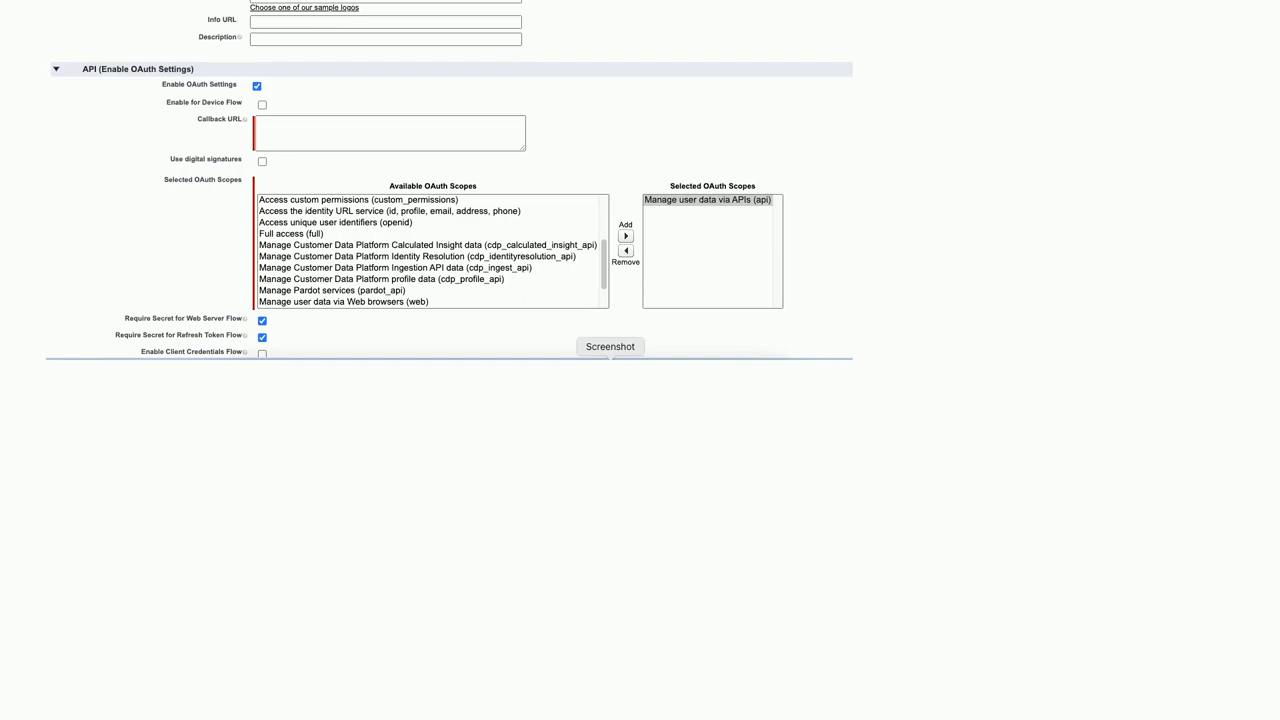 Choose one of our sample logos
Info URL
Description
API (Enable OAuth Settings)
Enable OAuth Settings
Enable for Device Flow
Callback URL
Use digital signatures
Selected OAuth Scopes
Available OAuth Scopes
Access custom permissions (custom_permissions)
Access the identity URL service (id, profile, email, address, phone)
Access unique user identifiers (openid)
Full access (full)
Manage Customer Data Platform Calculated Insight data (cdp_calculated_insight_api)
Manage Customer Data Platform Identity Resolution (cdp_identityresolution_api)
Manage Customer Data Platform Ingestion API data (cdp_ingest_api)
Manage Customer Data Platform profile data (cdp_profile_api)
Manage Pardot services (pardot_api)
Manage user data via Web browsers (web)
Add
Remove
Selected OAuth Scopes
Manage user data via APIs (api)
Require Secret for Web Server Flow
Require Secret for Refresh Token Flow
Enable Client Credentials Flow
Screenshot